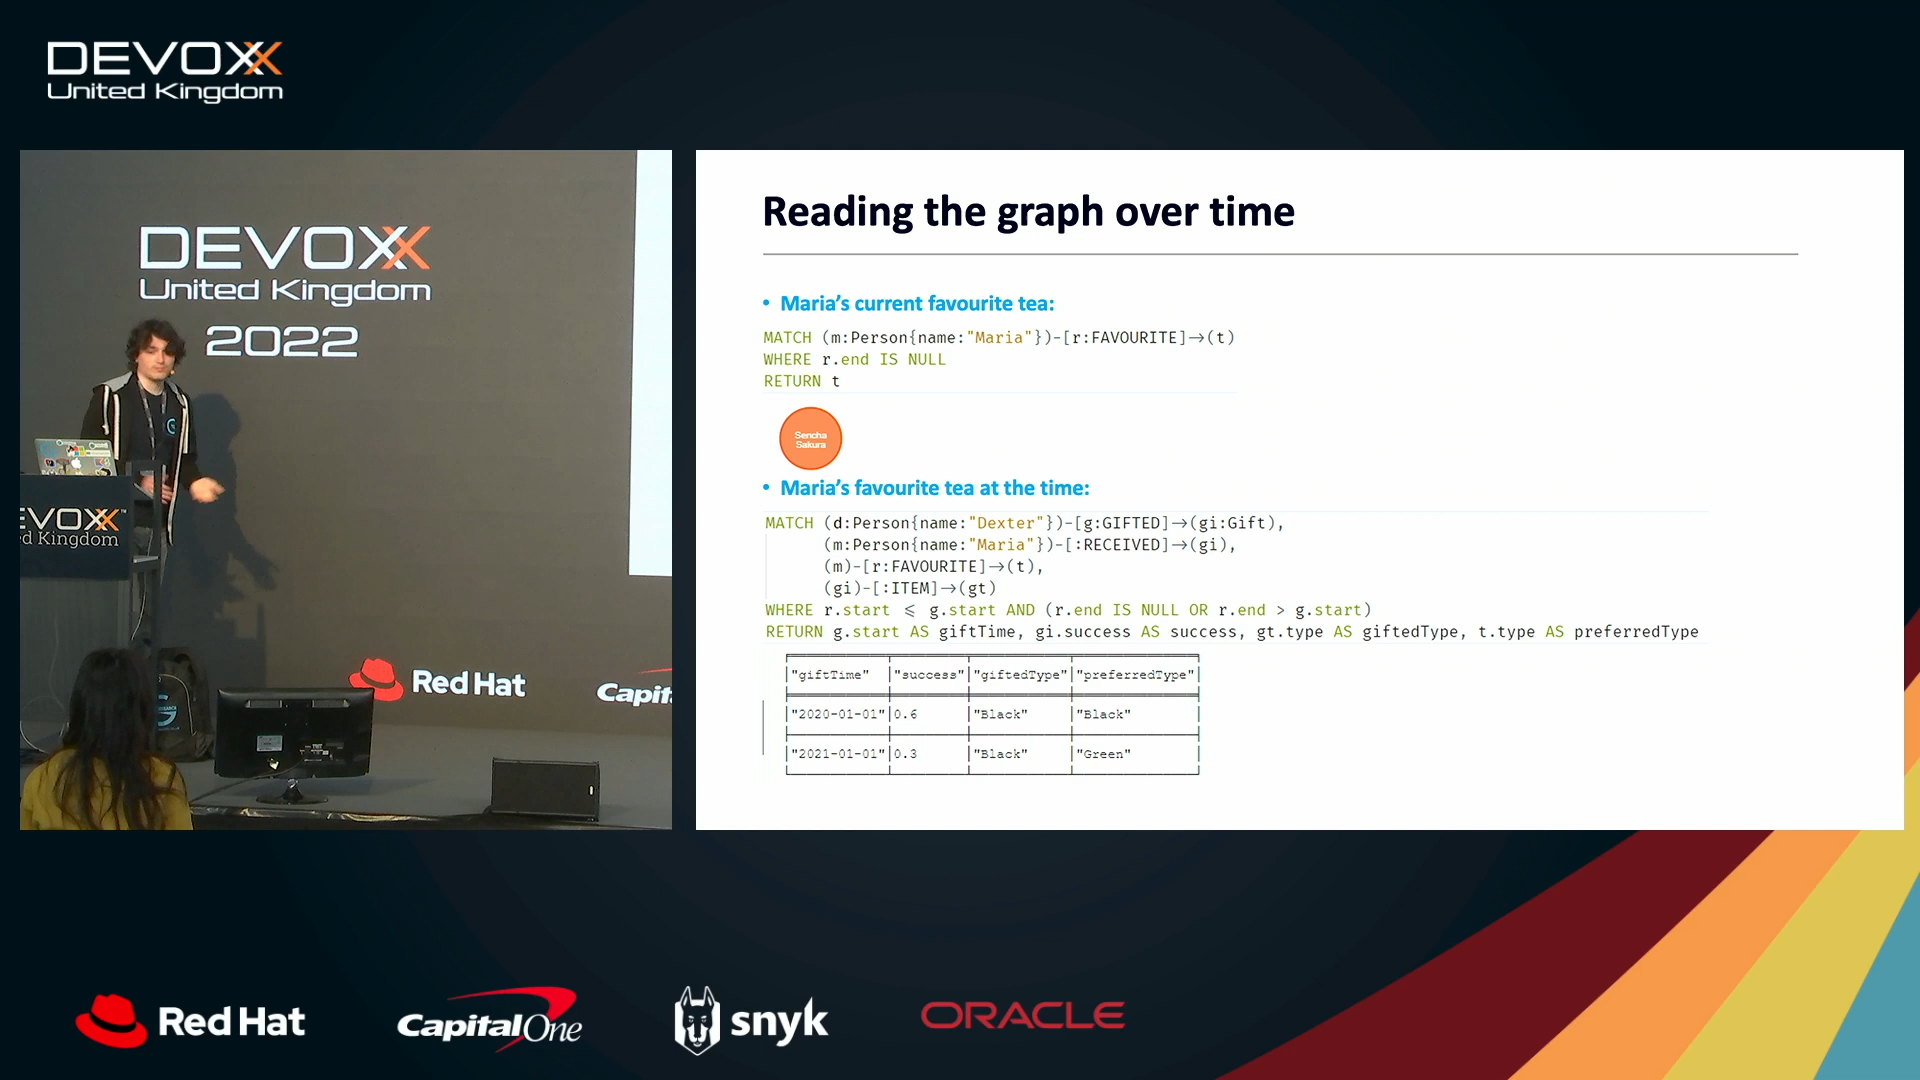 DEVOXX
United Kingdom
DEVOXX
United Kingdom
2022
EVOXX™
d Kingdom
Red Hat
Capit
Reading the graph over time
• Maria's current favourite tea:
MATCH (m:Person{name:"Maria"})-[r:FAVOURITE]→(t)
WHERE r.end IS NULL
RETURN t
Sencha
Sakura
• Maria's favourite tea at the time:
MATCH (d:Person{name:"Dexter"})-[g:GIFTED]→(gi:Gift),
(m:Person{name:"Maria"})-[:RECEIVED]→(gi),
(m)-[r:FAVOURITE]→(t),
(gi)-[:ITEM]→(gt)
WHERE r.start ⩽ g.start AND (r.end IS NULL OR r.end > g.start)
RETURN g.start AS giftTime, gi.success AS success, gt.type AS giftedType, t.type AS preferredType
"giftTime" "success" "giftedType" "preferredType"
"2020-01-01" 0.6 "Black" "Black"
"2021-01-01" 0.3 "Black" "Green"
Red Hat
Capital One
snyk
ORACLE